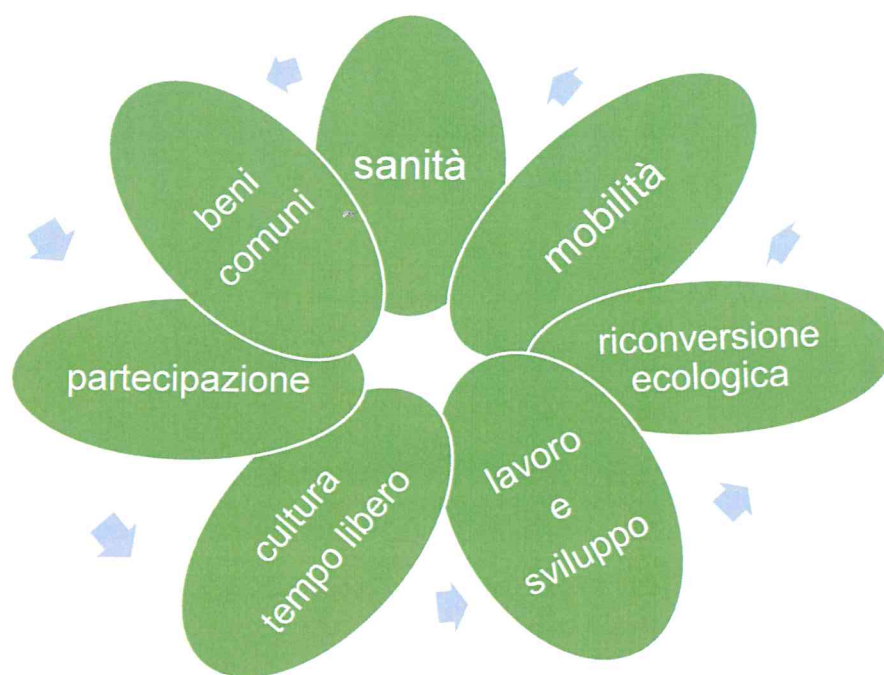 sanità
mobilità
riconversione
ecologica
lavoro
e
sviluppo
cultura
tempo libero
partecipazione
beni
comuni